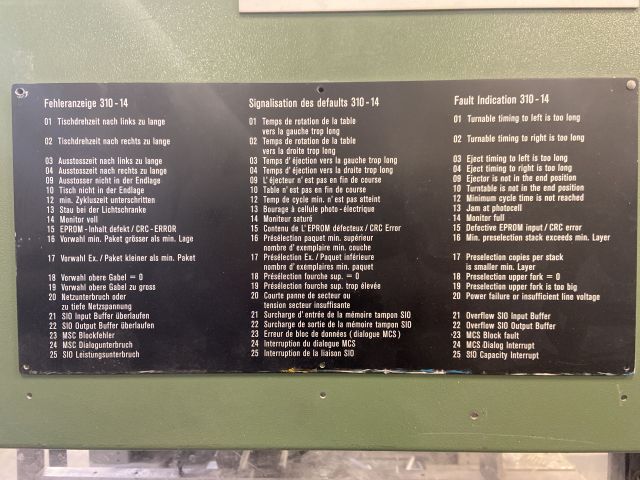 Fehleranzeige 310-14
01 Tischdrehzeit nach links zu lange
02 Tischdrehzeit nach rechts zu lange
03 Ausstosszeit nach links zu lange
04 Ausstosszeit nach rechts zu lange
09 Ausstosser nicht in der Endlage
10 Tisch nicht in der Endlage
12 min. Zykluszeit unterschritten
13 Stau bei der Lichtschranke
14 Monitor voll
15 EPROM-Inhalt defekt / CRC-ERROR
16 Vorwahl min. Paket grösser als min. Lage
17 Vorwahl Ex. / Paket kleiner als min. Paket
18 Vorwahl obere Gabel = 0
19 Vorwahl obere Gabel zu gross
20 Netzunterbruch oder
zu tiefe Netzspannung
21 SIO Input Buffer überlaufen
22 SIO Output Buffer überlaufen
23 MSC Blockfehler
24 MSC Dialogunterbruch
25 SIO Leistungsunterbruch
Signalisation des defaults 310-14
01 Temps de rotation de la table
vers la gauche trop long
02 Temps de rotation de la table
vers la droite trop long
03 Temps d'éjection vers la gauche trop long
04 Temps d'éjection vers la droite trop long
09 L'éjecteur n'est pas en fin de course
10 Table n'est pas en fin de course
12 Temp de cycle min. n'est pas atteint
13 Bourage à cellule photo-électrique
14 Moniteur saturé
15 Contenu de L'EPROM défecteux / CRC Error
16 Présélection paquet min. supérieur
nombre d'exemplaire min. couche
17 Présélection Ex. / Paquet inférieure
nombre d'exemplaires min. paquet
18 Présélection fourche sup. = 0
19 Présélection fourche sup. trop élevée
20 Courte panne de secteur ou
tension secteur insuffisante
21 Surcharge d'entrée de la mémoire tampon SIO
22 Surcharge de sortie de la mémoire tampon SIO
23 Erreur de bloc de données (dialogue MCS)
24 Interruption du dialogue MCS
25 Interruption de la liaison SIO
Fault Indication 310-14
01 Turnable timing to left is too long
02 Turnable timing to right is too long
03 Eject timing to left is too long
04 Eject timing to right is too long
09 Ejector is not in the end position
10 Turntable is not in the end position
12 Minimum cycle time is not reached
13 Jam at photocell
14 Monitor full
15 Defective EPROM input / CRC error
16 Min. preselection stack exceeds min. Layer
17 Preselection copies per stack
is smaller min. Layer
18 Preselection upper fork = 0
19 Preselection upper fork is too big
20 Power failure or insufficient line voltage
21 Overflow SIO Input Buffer
22 Overflow SIO Output Buffer
23 MCS Block fault
24 MCS Dialog Interrupt
25 SIO Capacity Interrupt